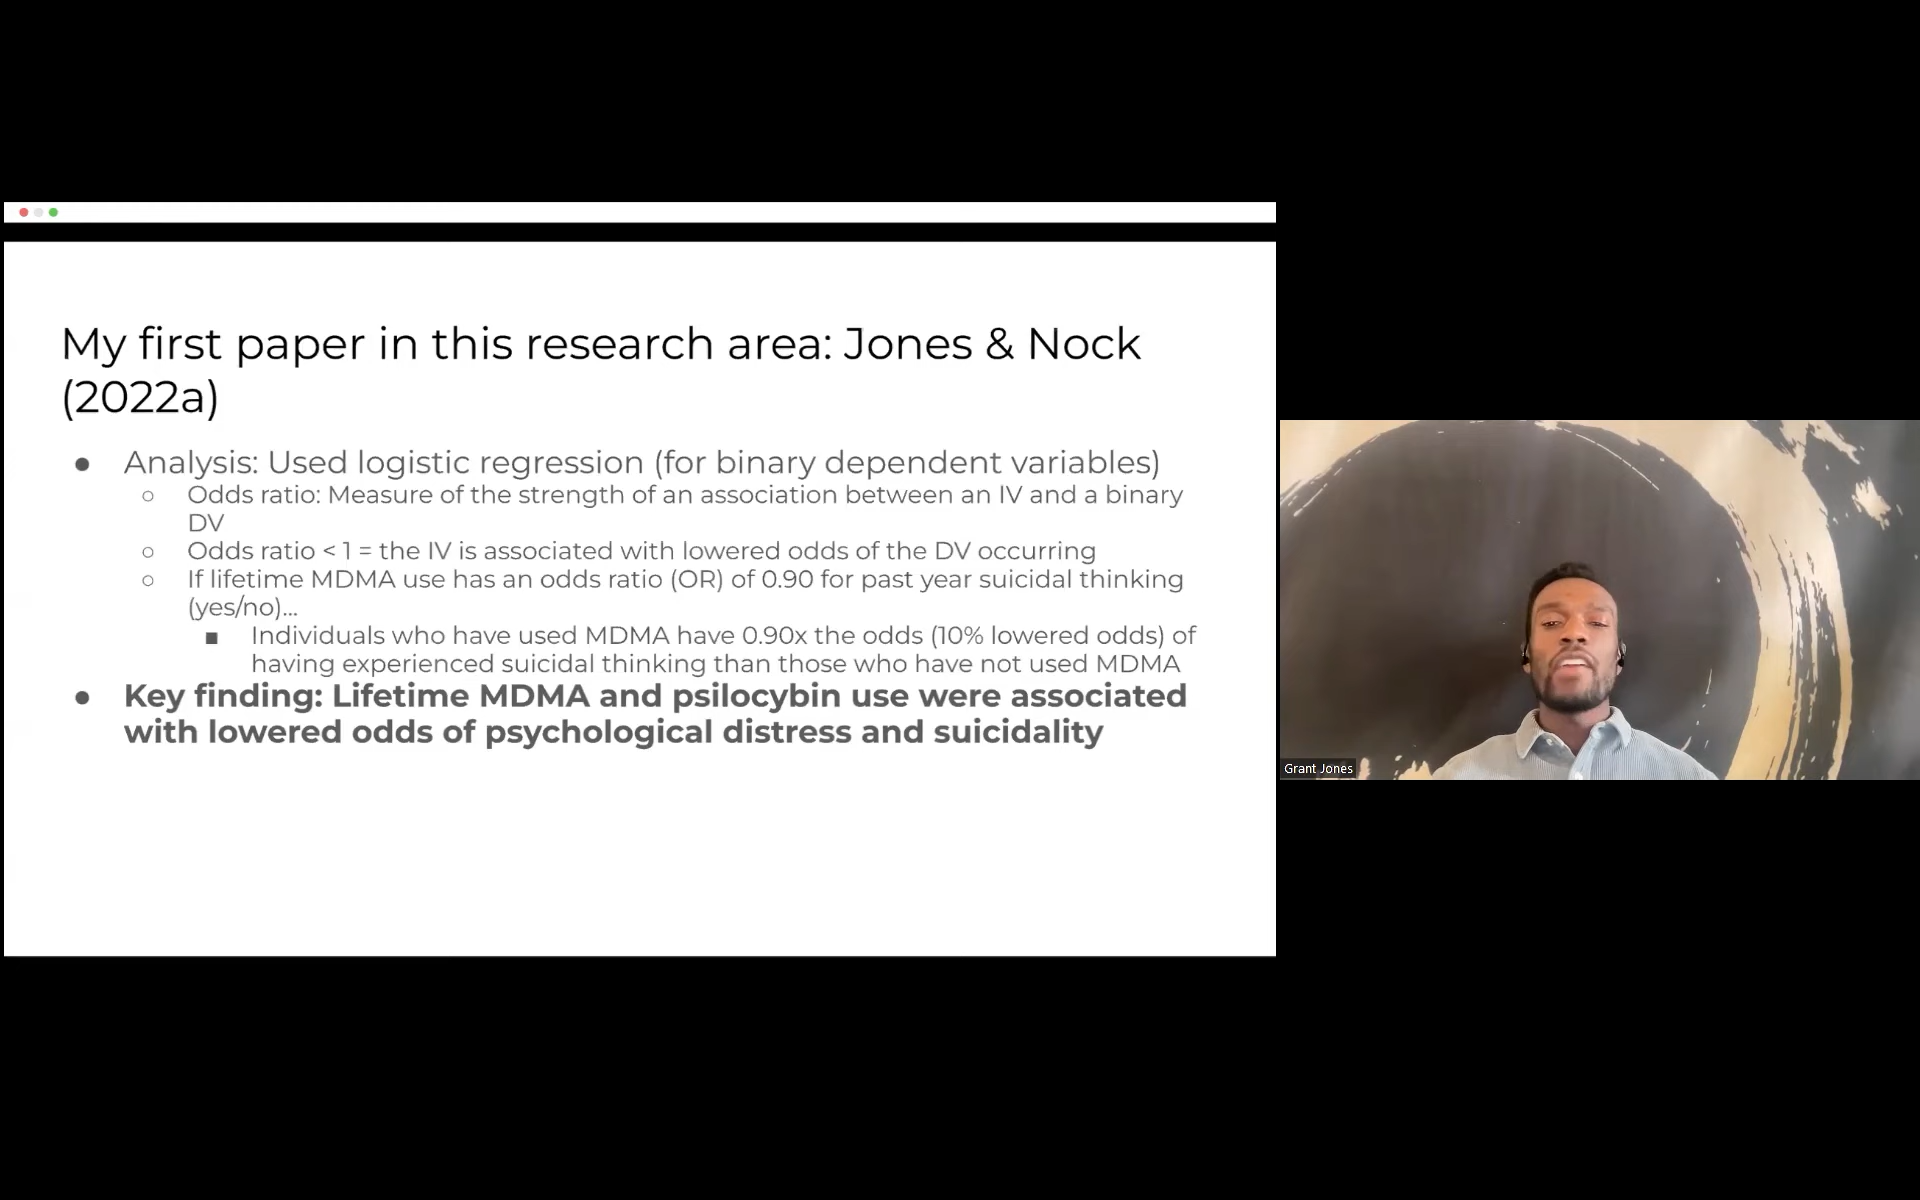 My first paper in this research area: Jones & Nock
(2022a)
● Analysis: Used logistic regression (for binary dependent variables)
○ Odds ratio: Measure of the strength of an association between an IV and a binary
DV
○ Odds ratio < 1 = the IV is associated with lowered odds of the DV occurring
○ If lifetime MDMA use has an odds ratio (OR) of 0.90 for past year suicidal thinking
(yes/no)...
■ Individuals who have used MDMA have 0.90x the odds (10% lowered odds) of
having experienced suicidal thinking than those who have not used MDMA
● Key finding: Lifetime MDMA and psilocybin use were associated
with lowered odds of psychological distress and suicidality
Grant Jones